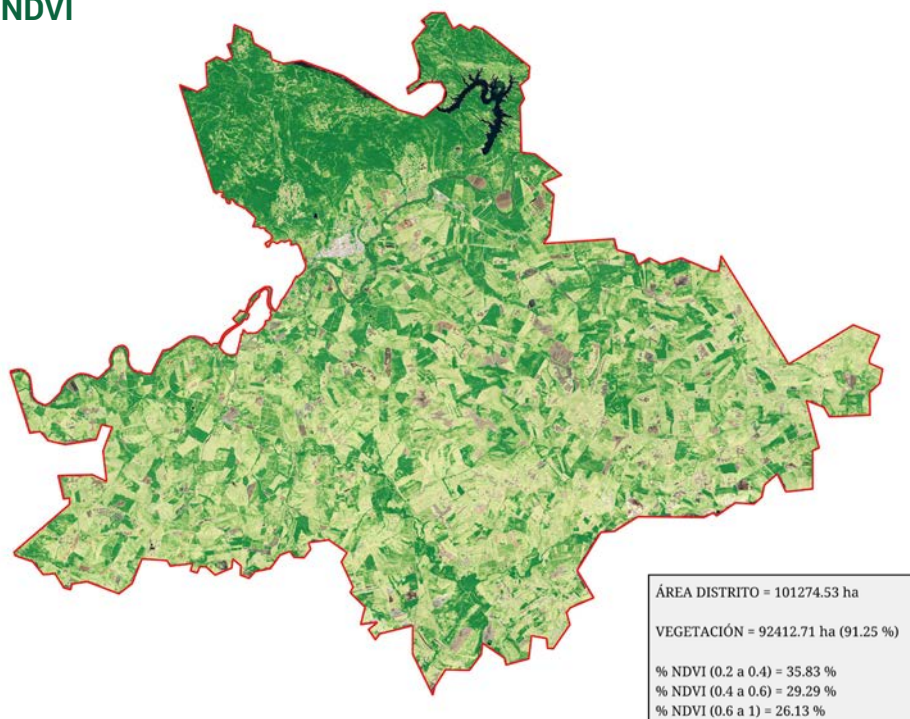 NDVI
ÁREA DISTRITO = 101274.53 ha
VEGETACIÓN = 92412.71 ha (91.25 %)
% NDVI (0.2 a 0.4) = 35.83 %
% NDVI (0.4 a 0.6) = 29.29 %
% NDVI (0.6 a 1) = 26.13 %